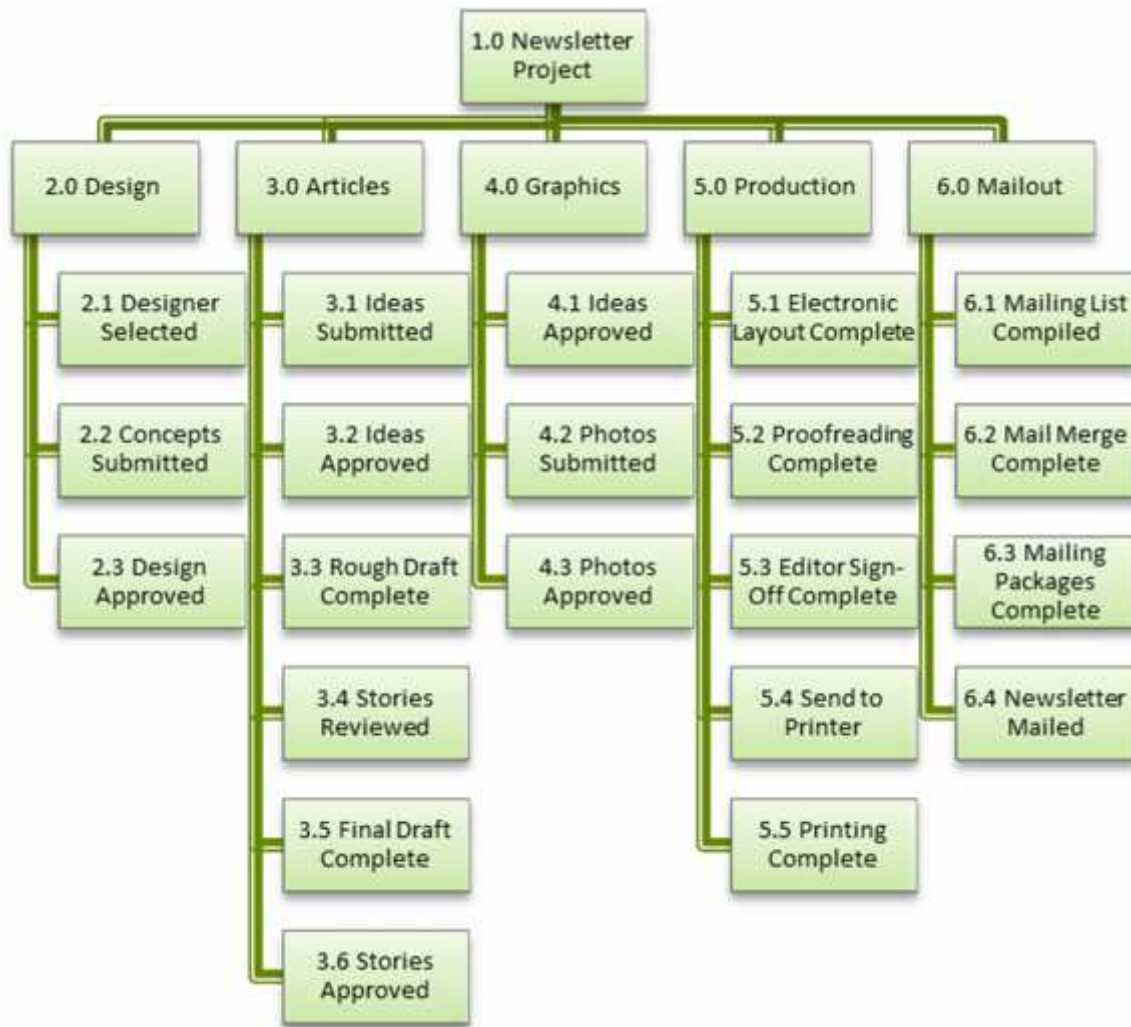 1.0 Newsletter
Project
2.0 Design
3.0 Articles
4.0 Graphics
5.0 Production
6.0 Mailout
2.1 Designer
Selected
3.1 Ideas
Submitted
4.1 Ideas
Approved
5.1 Electronic
Layout Complete
6.1 Mailing List
Compiled
2.2 Concepts
Submitted
3.2 Ideas
Approved
4.2 Photos
Submitted
5.2 Proofreading
Complete
6.2 Mail Merge
Complete
2.3 Design
Approved
3.3 Rough Draft
Complete
4.3 Photos
Approved
5.3 Editor Sign-
Off Complete
6.3 Mailing
Packages
Complete
3.4 Stories
Reviewed
5.4 Send to
Printer
6.4 Newsletter
Mailed
3.5 Final Draft
Complete
5.5 Printing
Complete
3.6 Stories
Approved